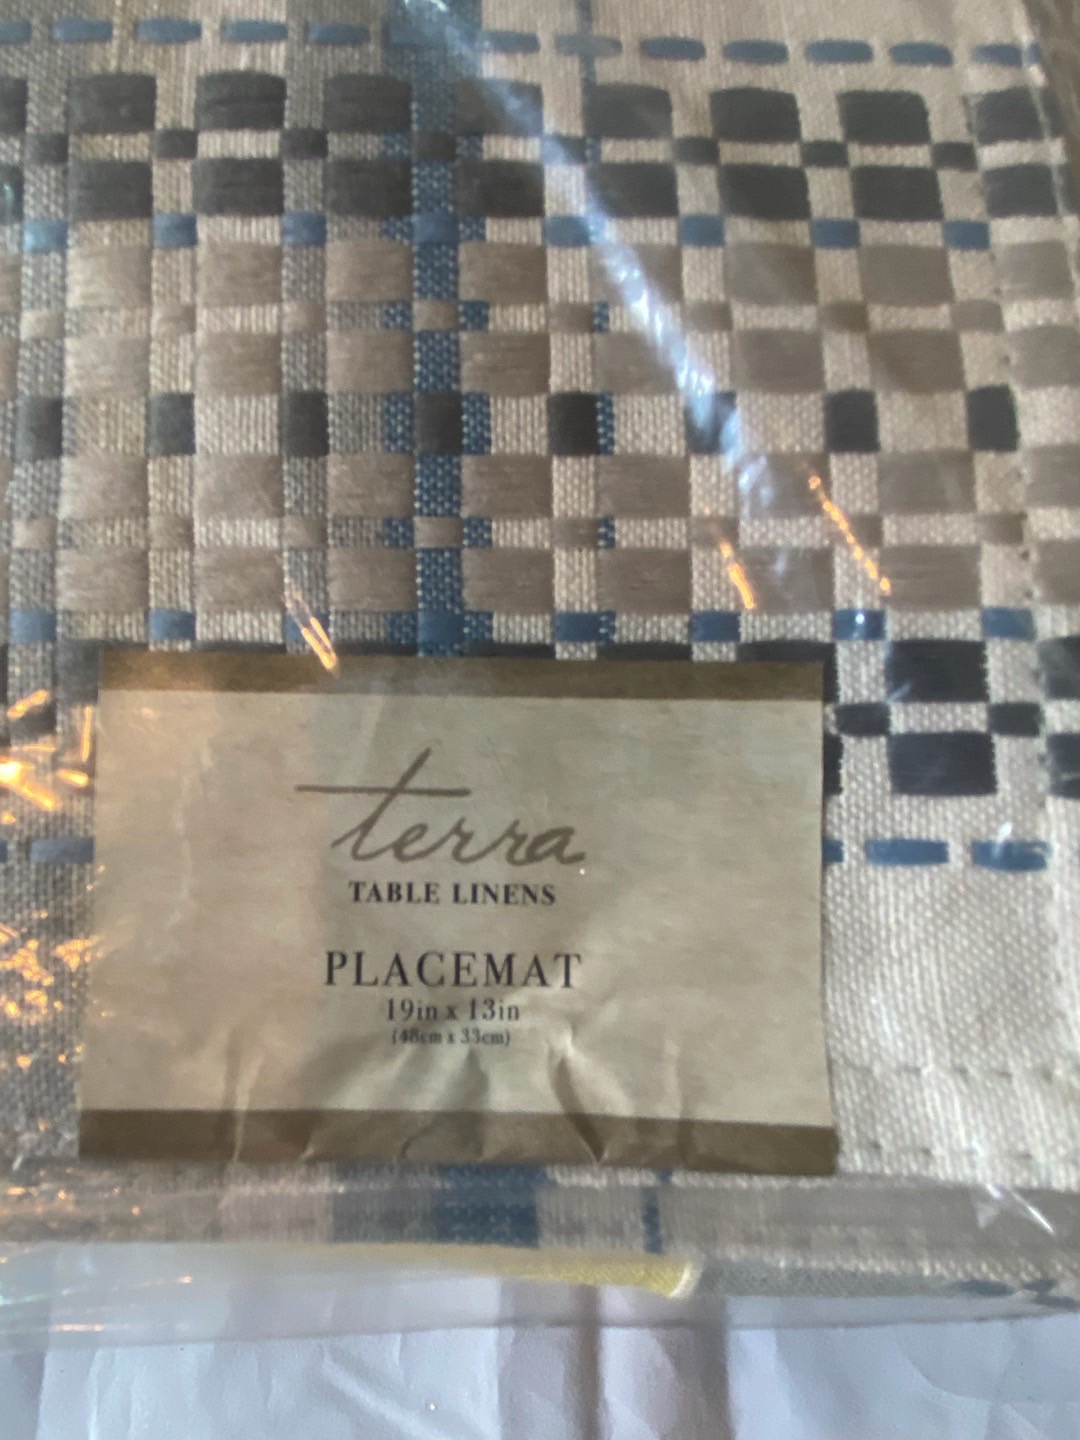 terra
TABLE LINENS
PLACEMAT
19in x 13in
(48cm x 33cm)